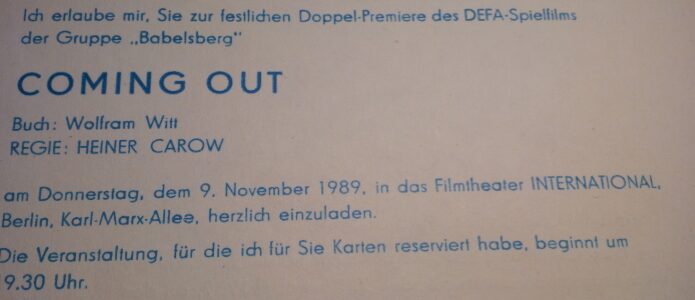 Ich erlaube mir, Sie zur festlichen Doppel-Premiere des DEFA-Spielfilms
der Gruppe „Babelsberg"
COMING OUT
Buch: Wolfram Witt
REGIE: HEINER CAROW
am Donnerstag, dem 9. November 1989, in das Filmtheater INTERNATIONAL,
Berlin, Karl-Marx-Allee, herzlich einzuladen.
Die Veranstaltung, für die ich für Sie Karten reserviert habe, beginnt um
9.30 Uhr.